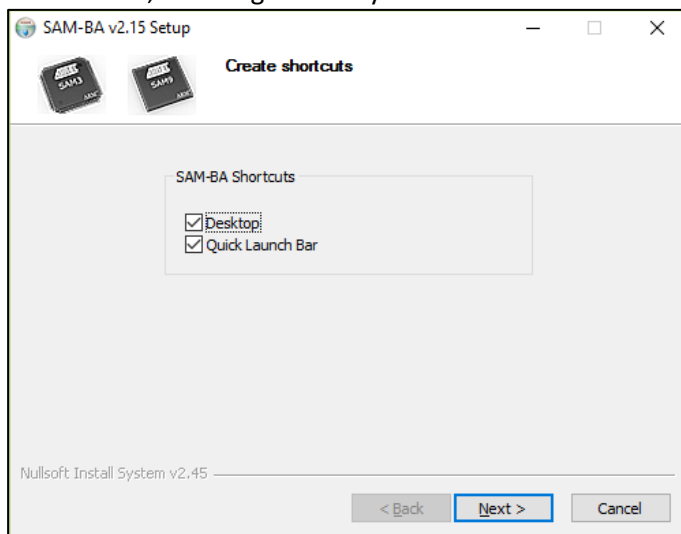 SAM-BA v2.15 Setup
Create shortcuts
SAM3
SAM9
SAM-BA Shortcuts
Desktop
Quick Launch Bar
Nullsoft Install System v2.45
< Back
Next >
Cancel